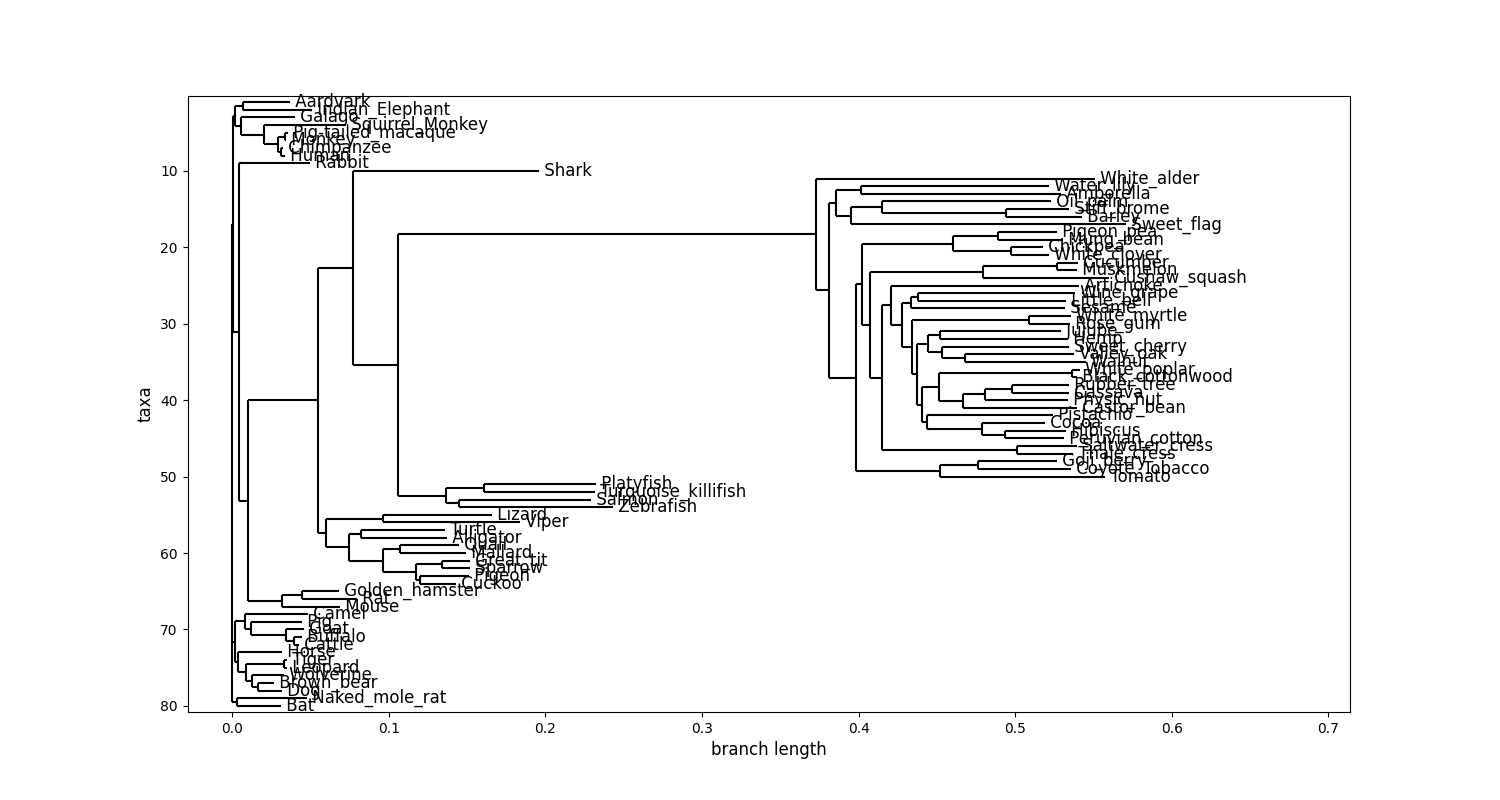 Aardvark
Indian_Elephant
Galago
Squirrel_Monkey
Pig-tailed_macaque
Monkey
Chimpanzee
Human
Rabbit
10
Shark
White_alder
Water_lily
Amborella
Oil_palm
Stiff_brome
Barley
Sweet_flag
Pigeon_pea
Mung_bean
20
Chickpea
White_clover
Cucumber
Muskmelon
Cushaw_squash
Artichoke
Wine_grape
Little_bell
Sesame
White_myrtle
30
Rose_gum
Jujube
Hemp
Sweet_cherry
Valley_oak
Walnut
White_poplar
Black_cottonwood
Rubber_tree
Cassava
40
Physic_nut
Castor_bean
Pistachio
Cocoa
Hibiscus
Peruvian_cotton
Saltwater_cress
Thale_cress
Goji_berry
Coyote_Tobacco
50
Tomato
Platyfish
Turquoise_killifish
Salmon
Zebrafish
Lizard
Viper
Turtle
Alligator
Quail
60
Mallard
Great_tit
Sparrow
Pigeon
Cuckoo
Golden_hamster
Rat
Mouse
Camel
Pig
70
Goat
Buffalo
Cattle
Horse
Tiger
Leopard
Wolverine
Brown_bear
Dog
Naked_mole_rat
80
Bat
taxa
0.0 0.1 0.2 0.3 0.4 0.5 0.6 0.7
branch length